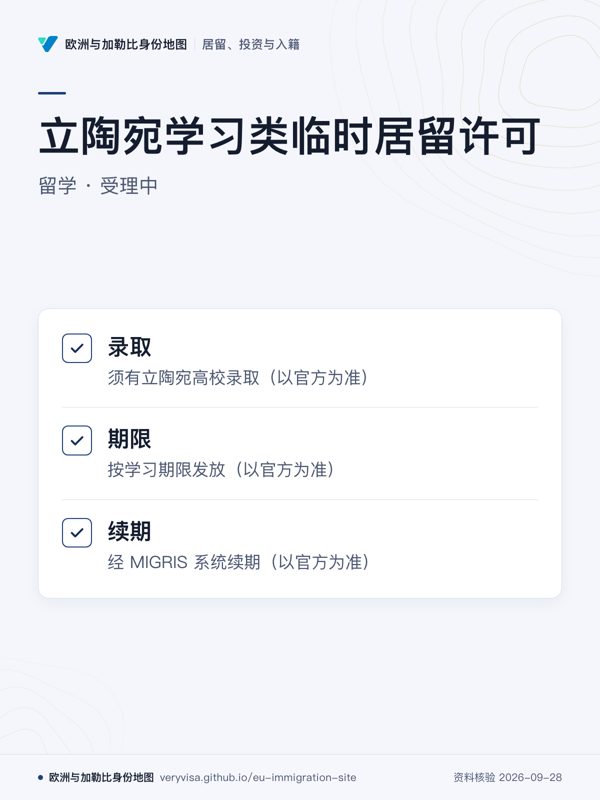 欧洲与加勒比身份地图 居留、投资与入籍
立陶宛学习类临时居留许可
留学 · 受理中
录取
须有立陶宛高校录取（以官方为准）
期限
按学习期限发放（以官方为准）
续期
经 MIGRIS 系统续期（以官方为准）
欧洲与加勒比身份地图 veryvisa.github.io/eu-immigration-site 资料核验 2026-09-28